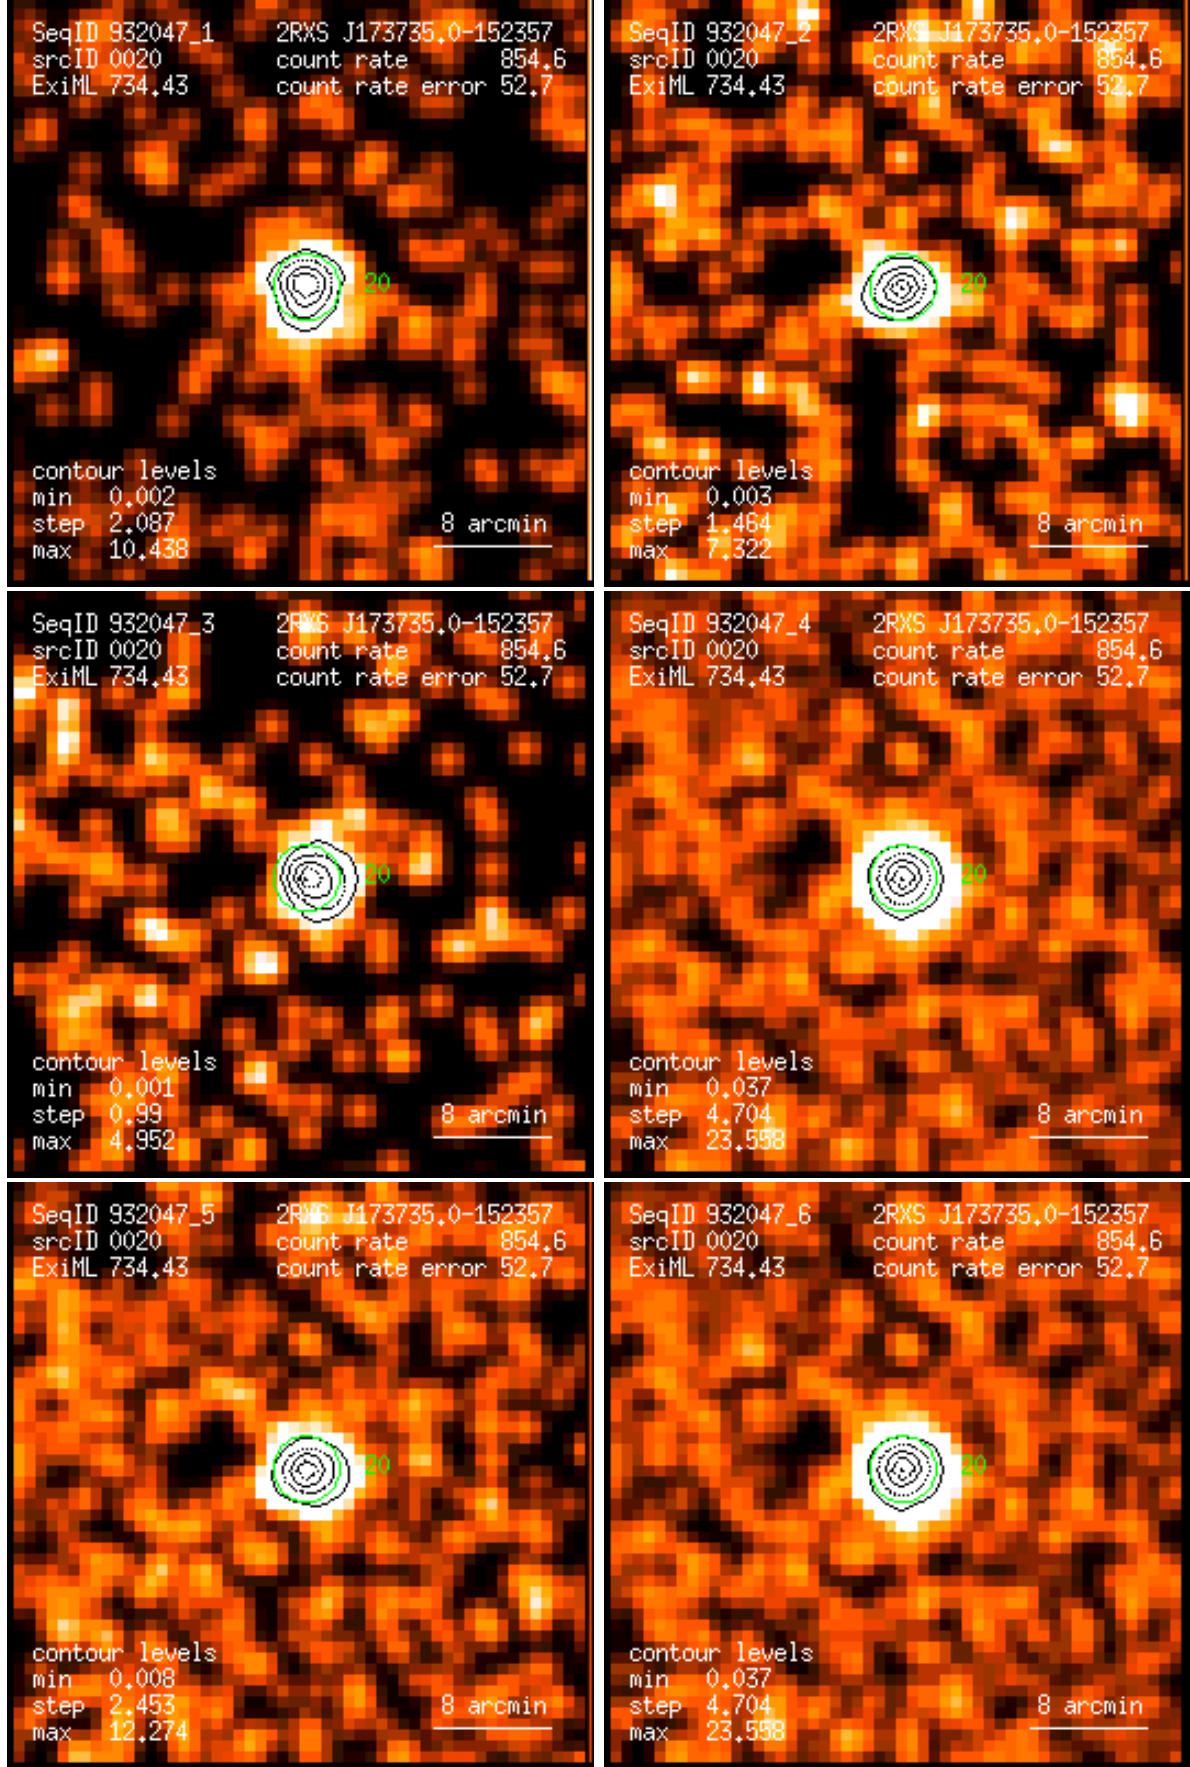 SeqID 932047_1 2RXS J173735.0-152357
srcID 0020 count rate 854.6
ExiML 734.43 count rate error 52.7
20
contour levels
min 0.002
step 2.087 8 arcmin
max 10.438
SeqID 932047_2 2RXS J173735.0-152357
srcID 0020 count rate 854.6
ExiML 734.43 count rate error 52.7
20
contour levels
min 0.003
step 1.464 8 arcmin
max 7.322
SeqID 932047_3 2RXS J173735.0-152357
srcID 0020 count rate 854.6
ExiML 734.43 count rate error 52.7
20
contour levels
min 0.001
step 0.99 8 arcmin
max 4.952
SeqID 932047_4 2RXS J173735.0-152357
srcID 0020 count rate 854.6
ExiML 734.43 count rate error 52.7
20
contour levels
min 0.037
step 4.704 8 arcmin
max 23.558
SeqID 932047_5 2RXS J173735.0-152357
srcID 0020 count rate 854.6
ExiML 734.43 count rate error 52.7
20
contour levels
min 0.008
step 2.453 8 arcmin
max 12.274
SeqID 932047_6 2RXS J173735.0-152357
srcID 0020 count rate 854.6
ExiML 734.43 count rate error 52.7
20
contour levels
min 0.037
step 4.704 8 arcmin
max 23.558